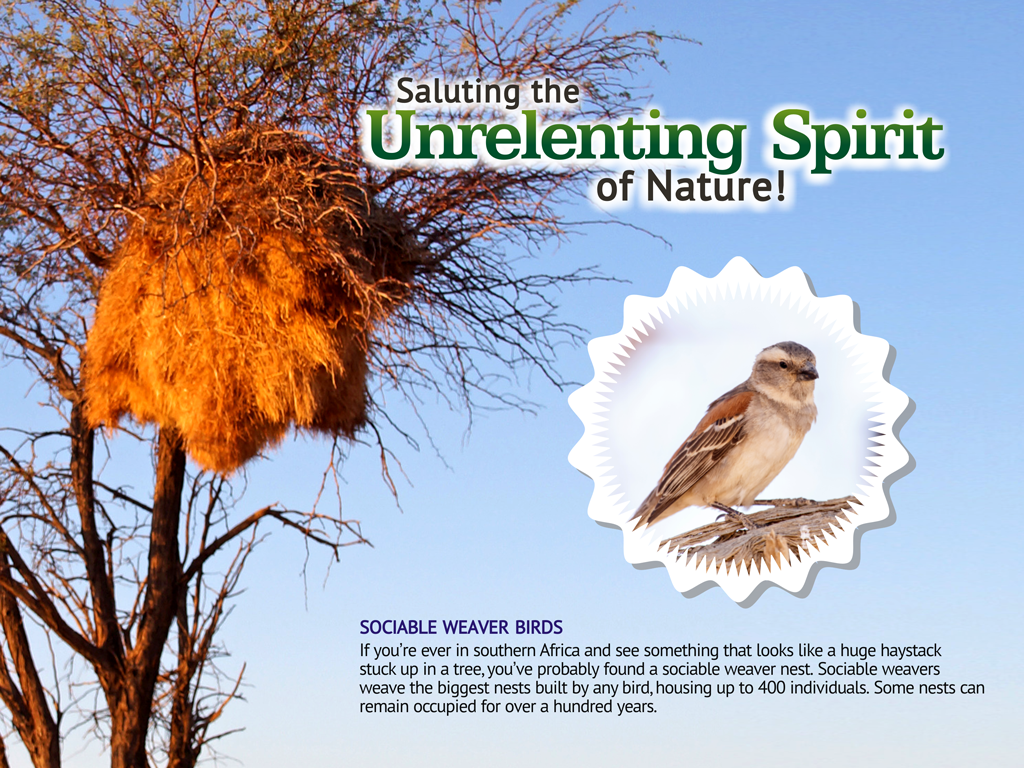 Saluting the
Unrelenting Spirit
of Nature!
SOCIABLE WEAVER BIRDS
If you’re ever in southern Africa and see something that looks like a huge haystack
stuck up in a tree, you’ve probably found a sociable weaver nest. Sociable weavers
weave the biggest nests built by any bird, housing up to 400 individuals. Some nests can
remain occupied for over a hundred years.